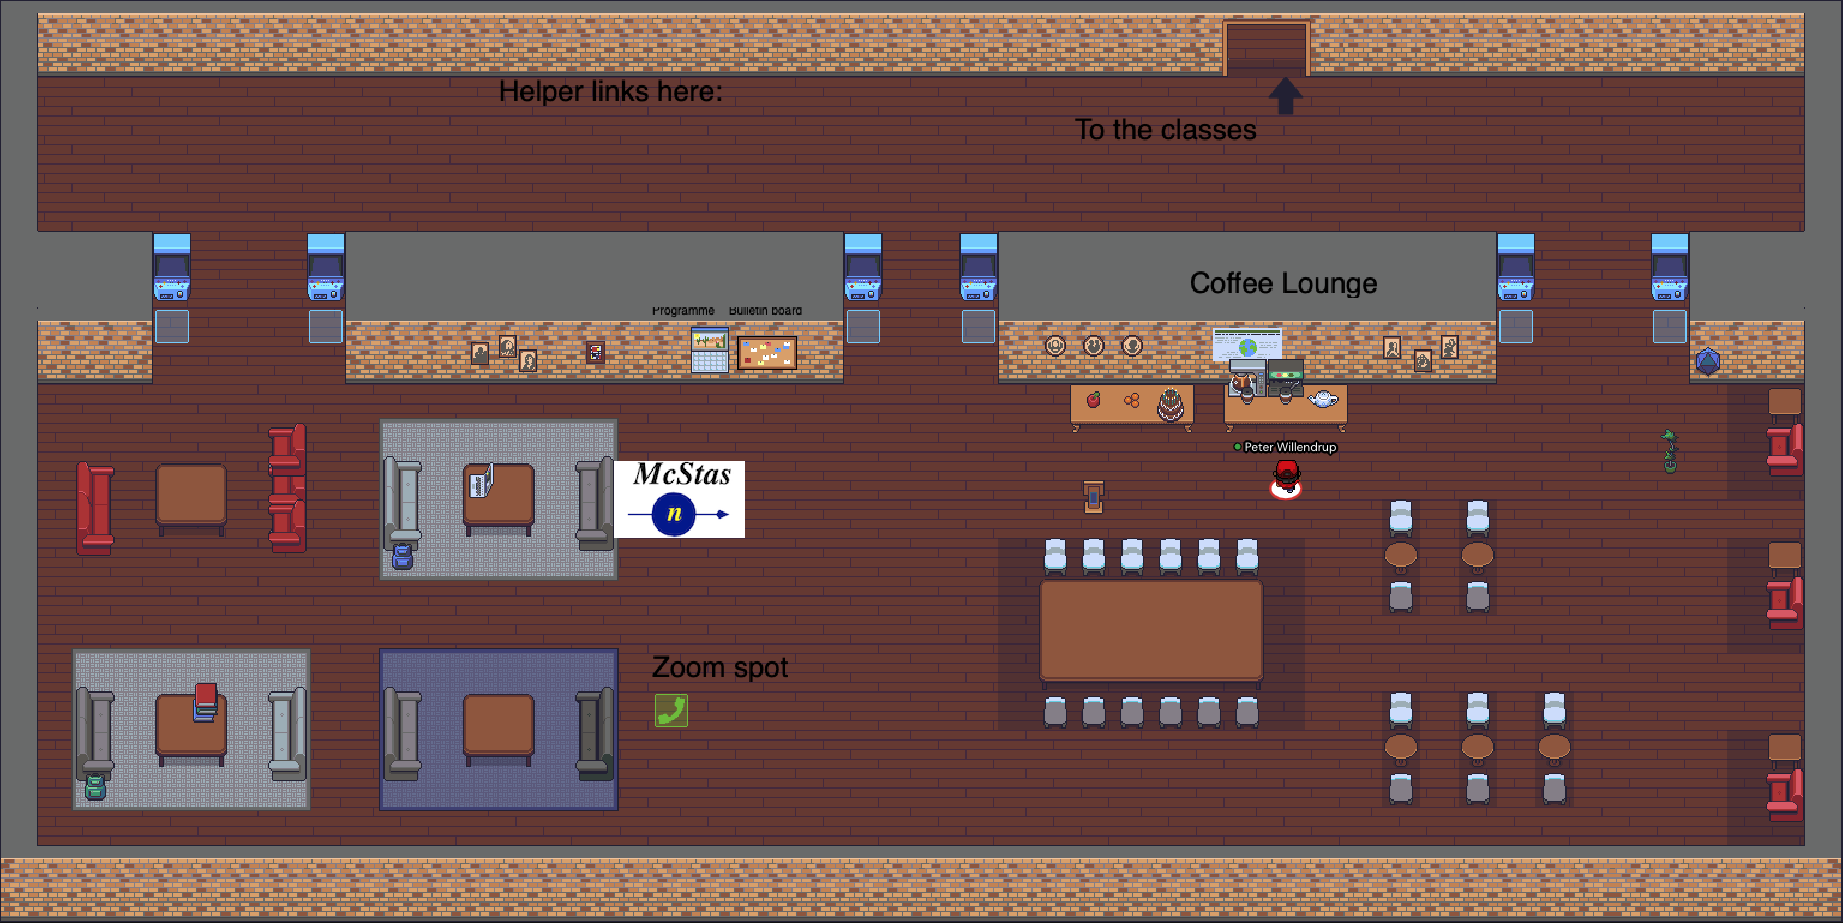 Helper links here:
To the classes
Coffee Lounge
Programme
Bulletin board
Peter Willendrup
McStas
n
Zoom spot